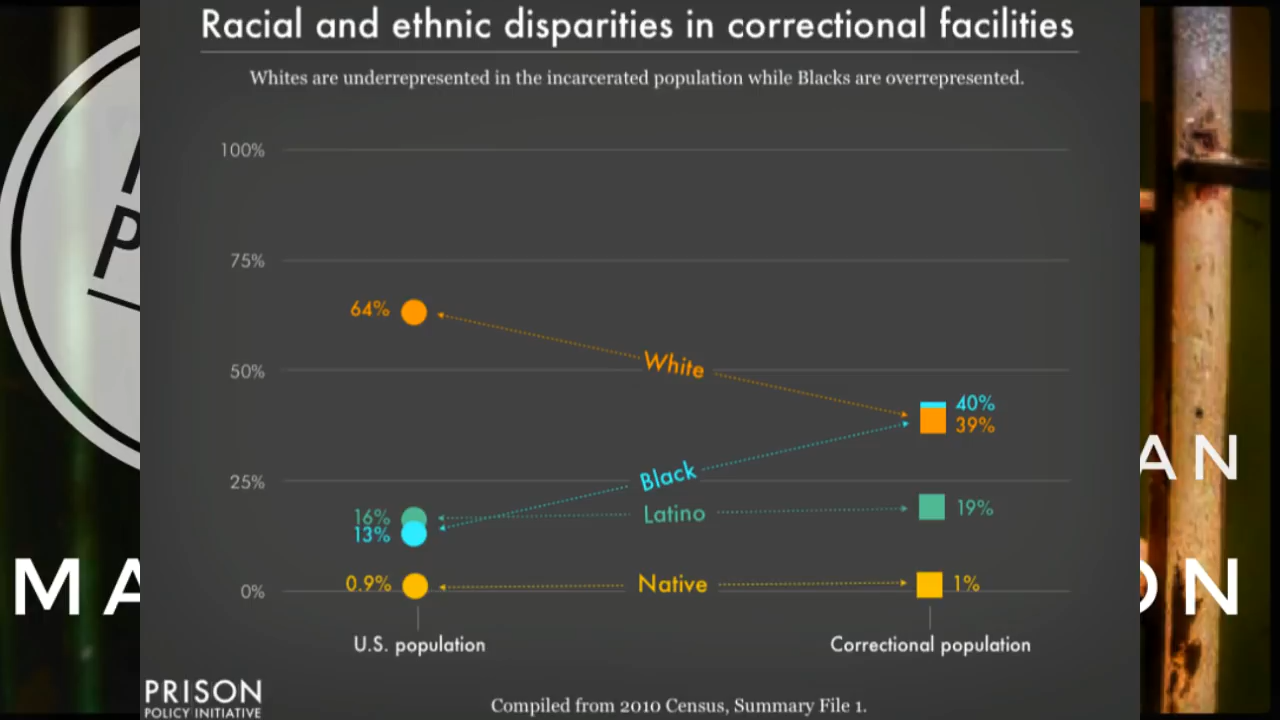 Racial and ethnic disparities in correctional facilities
Whites are underrepresented in the incarcerated population while Blacks are overrepresented.
100%
75%
64%
White
50%
40%
39%
Black
25%
16%
13%
Latino
19%
0.9%
Native
1%
0%
U.S. population
Correctional population
PRISON
POLICY INITIATIVE
Compiled from 2010 Census, Summary File 1.
P
AN
MA
ON